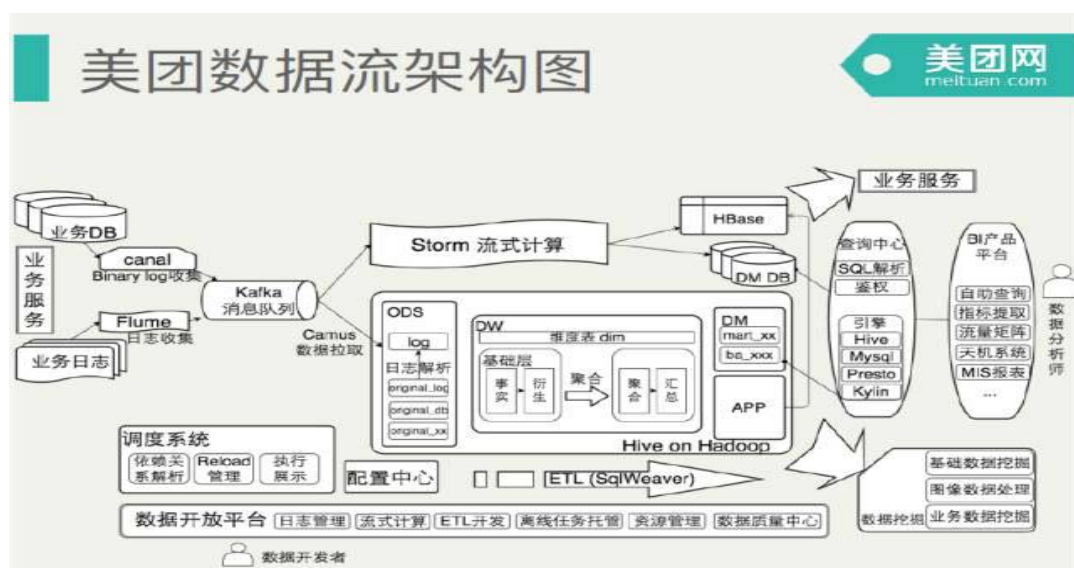 美团数据流架构图
美团网
meituan.com
业务服务
业务DB
canal
Binary log收集
Flume
日志收集
业务日志
Kafka
消息队列
Camus
数据拉取
Storm 流式计算
HBase
DM DB
业务服务
ODS
log
日志解析
original_log
original_db
original_xx
DW
维度表 dim
基础层
事实
衍生
聚合
聚合
汇总
DM
mart_xx
ba_xxx
APP
Hive on Hadoop
查询中心
SQL解析
鉴权
引擎
Hive
Mysql
Presto
Kylin
BI产品
平台
自助查询
指标提取
流量矩阵
天机系统
MIS报表
...
数据分析师
调度系统
依赖关
系解析
Reload
管理
执行
展示
配置中心
ETL (SqlWeaver)
数据挖掘
基础数据挖掘
图像数据处理
业务数据挖掘
数据开放平台
日志管理
流式计算
ETL开发
离线任务托管
资源管理
数据质量中心
数据开发者